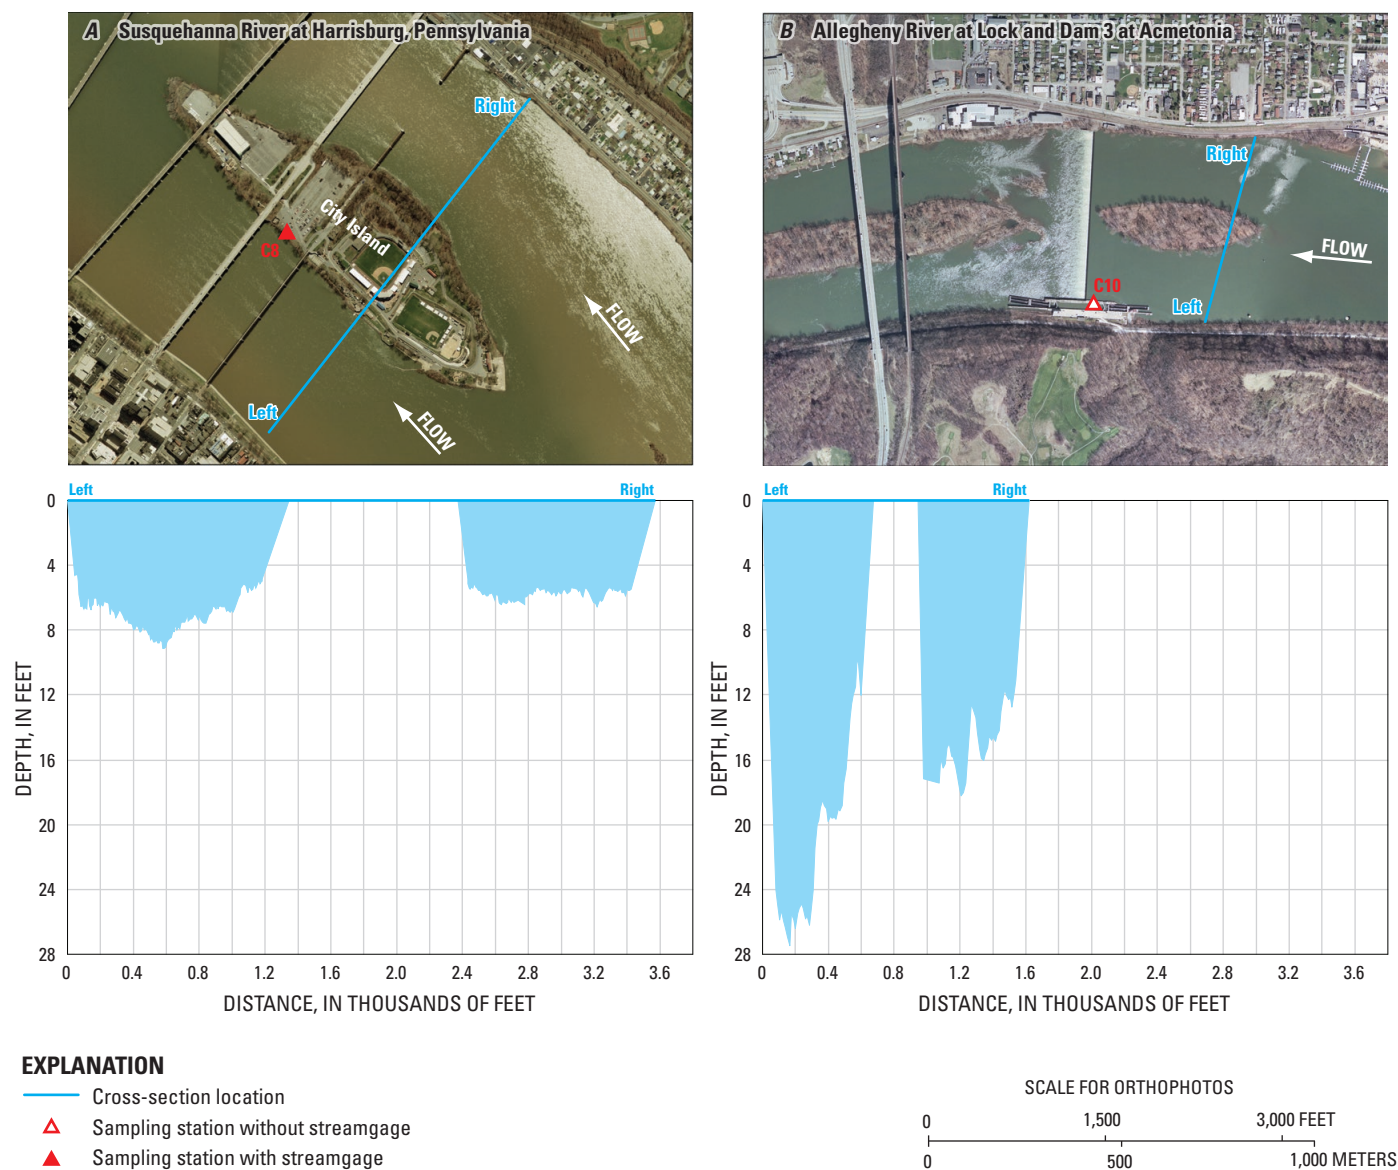 A Susquehanna River at Harrisburg, Pennsylvania
Right
City Island
C8
FLOW
Left
FLOW
B Allegheny River at Lock and Dam 3 at Acmetonia
Right
FLOW
C10
Left
Left
Right
0
4
8
12
16
20
24
28
DEPTH, IN FEET
0 0.4 0.8 1.2 1.6 2.0 2.4 2.8 3.2 3.6
DISTANCE, IN THOUSANDS OF FEET
Left
Right
0
4
8
12
16
20
24
28
DEPTH, IN FEET
0 0.4 0.8 1.2 1.6 2.0 2.4 2.8 3.2 3.6
DISTANCE, IN THOUSANDS OF FEET
EXPLANATION
Cross-section location
Sampling station without streamgage
Sampling station with streamgage
SCALE FOR ORTHOPHOTOS
0 1,500 3,000 FEET
0 500 1,000 METERS